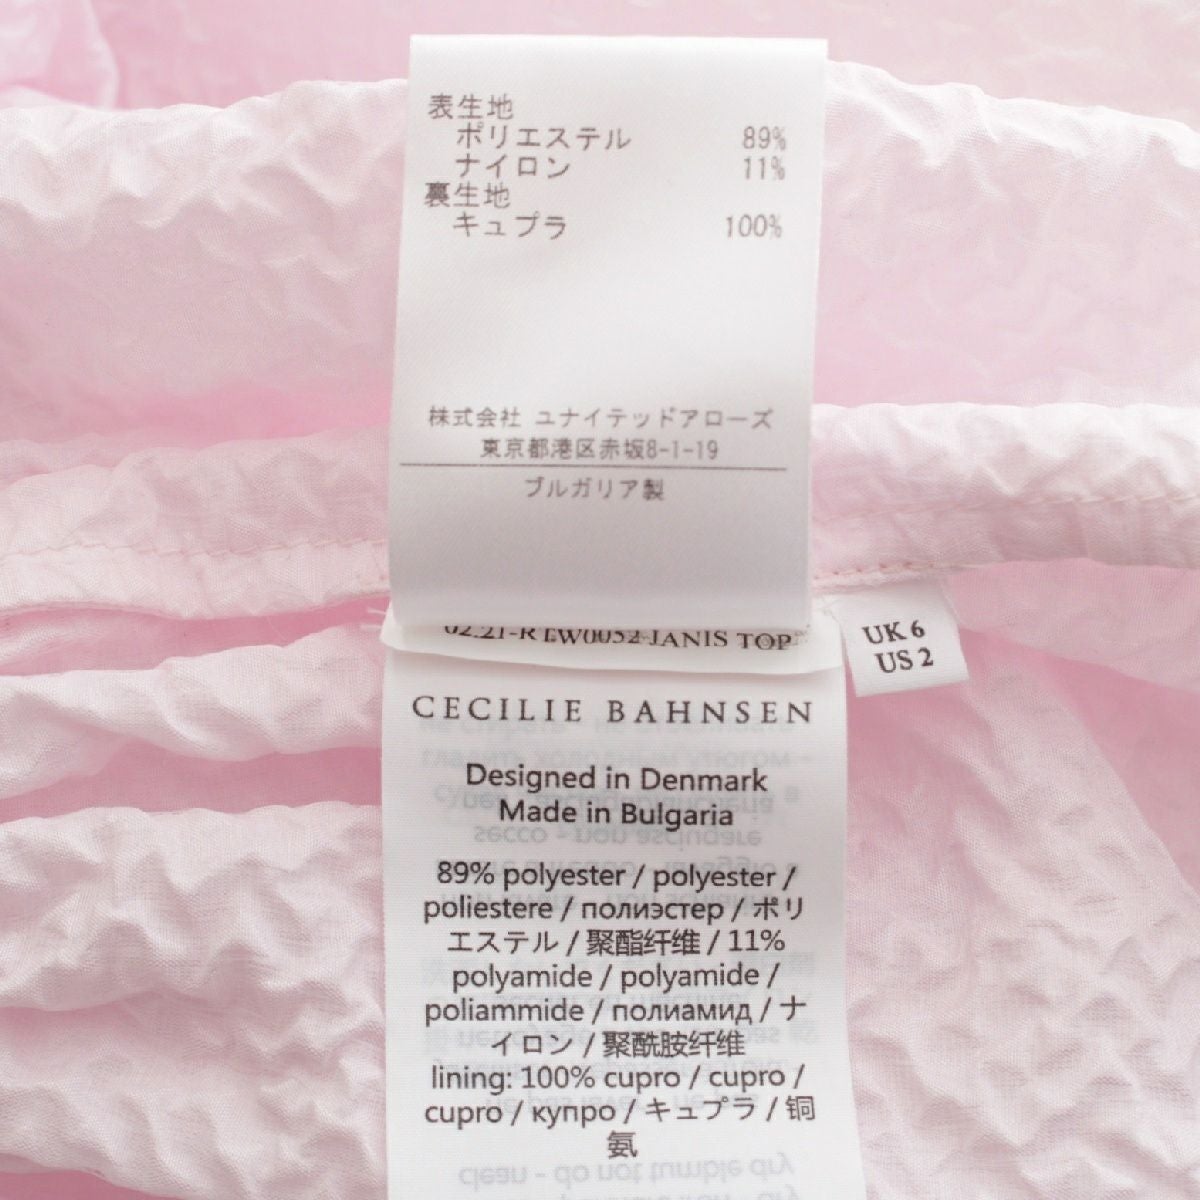 表生地
ポリエステル 89%
ナイロン 11%
裏生地
キュプラ 100%
株式会社 ユナイテッドアローズ
東京都港区赤坂8-1-19
ブルガリア製
02.21-RTW0052-JANIS TOP
UK 6
US 2
CECILIE BAHNSEN
Designed in Denmark
Made in Bulgaria
89% polyester / polyester /
poliestere / полиэстер / ポリ
エステル / 聚酯纤维 / 11%
polyamide / polyamide /
poliammide / полиамид / ナ
イロン / 聚酰胺纤维
lining: 100% cupro / cupro /
cupro / купро / キュプラ / 铜
氨